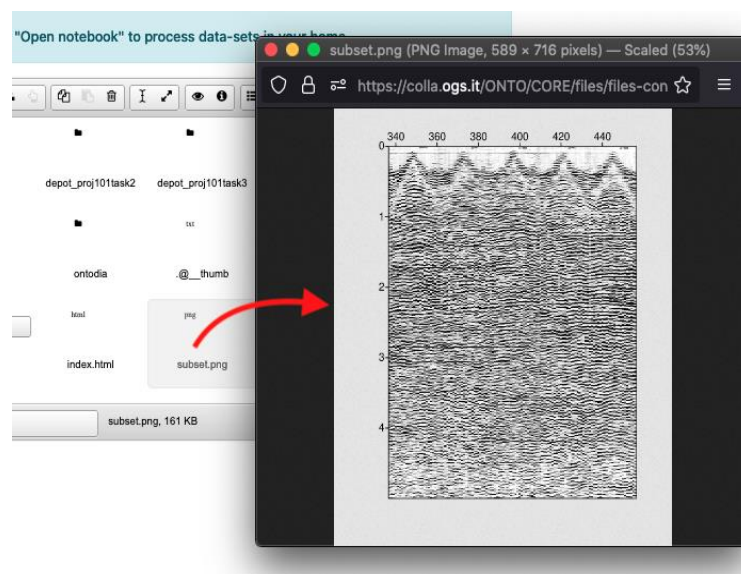 "Open notebook" to process data-sets in your home
subset.png (PNG Image, 589 × 716 pixels) — Scaled (53%)
https://colla.ogs.it/ONTO/CORE/files/files-con
depot_proj101task2
depot_proj101task3
txt
ontodia
.@__thumb
html
png
index.html
subset.png
subset.png, 161 KB
340 360 380 400 420 440
0
1
2
3
4